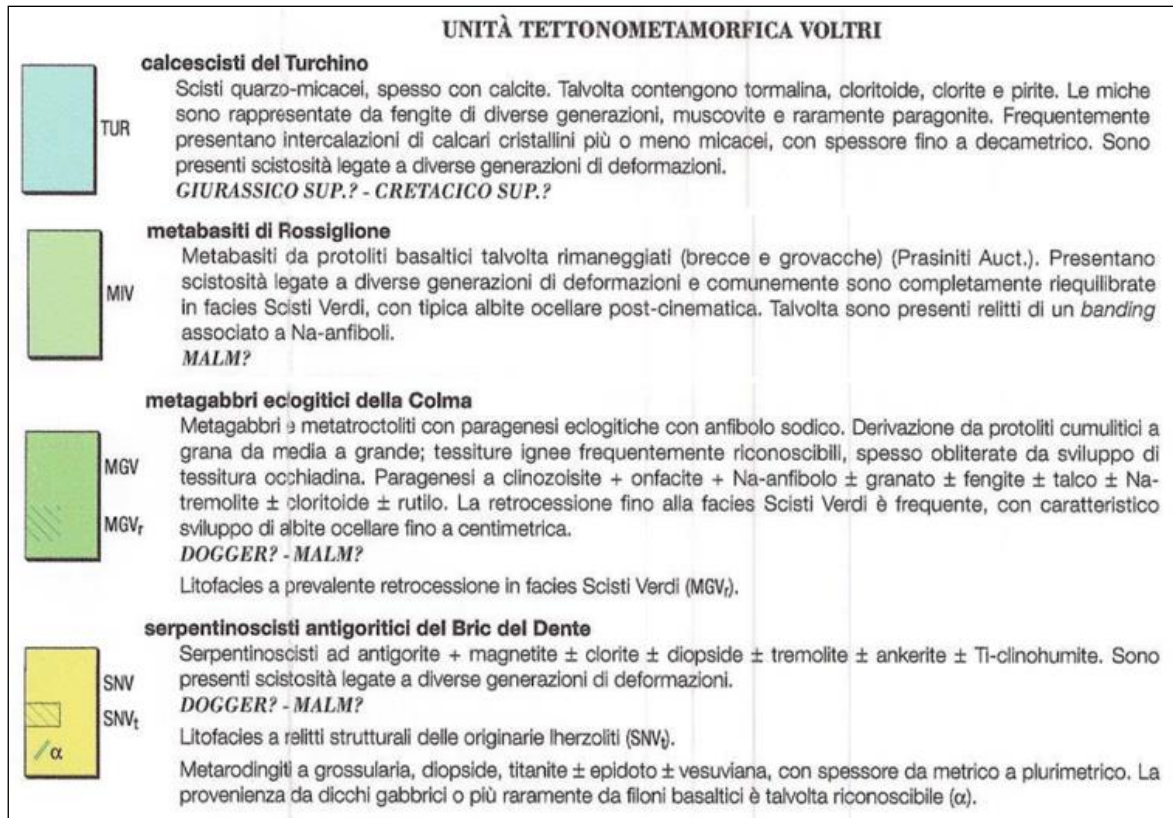 UNITÀ TETTONOMETAMORFICA VOLTRI
calcescisti del Turchino
Scisti quarzo-micacei, spesso con calcite. Talvolta contengono tormalina, cloritoide, clorite e pirite. Le miche
sono rappresentate da fengite di diverse generazioni, muscovite e raramente paragonite. Frequentemente
presentano intercalazioni di calcari cristallini più o meno micacei, con spessore fino a decametrico. Sono
presenti scistosità legate a diverse generazioni di deformazioni.
GIURASSICO SUP.? - CRETACICO SUP.?
TUR
metabasiti di Rossiglione
Metabasiti da protoliti basaltici talvolta rimaneggiati (brecce e grovacche) (Prasiniti Auct.). Presentano
scistosità legate a diverse generazioni di deformazioni e comunemente sono completamente riequilibrate
in facies Scisti Verdi, con tipica albite ocellare post-cinematica. Talvolta sono presenti relitti di un banding
associato a Na-anfiboli.
MALM?
MIV
metagabbri eclogitici della Colma
Metagabbri e metatroctoliti con paragenesi eclogitiche con anfibolo sodico. Derivazione da protoliti cumulitici a
grana da media a grande; tessiture ignee frequentemente riconoscibili, spesso obliterate da sviluppo di
tessitura occhiadina. Paragenesi a clinozoisite + onfacite + Na-anfibolo ± granato ± fengite ± talco ± Na-
tremolite ± cloritoide ± rutilo. La retrocessione fino alla facies Scisti Verdi è frequente, con caratteristico
sviluppo di albite ocellare fino a centimetrica.
DOGGER? - MALM?
Litofacies a prevalente retrocessione in facies Scisti Verdi (MGVr).
MGV
MGVr
serpentinoscisti antigoritici del Bric del Dente
Serpentinoscisti ad antigorite + magnetite ± clorite ± diopside ± tremolite ± ankerite ± Ti-clinohumite. Sono
presenti scistosità legate a diverse generazioni di deformazioni.
DOGGER? - MALM?
Litofacies a relitti strutturali delle originarie lherzoliti (SNVt).
Metarodingiti a grossularia, diopside, titanite ± epidoto ± vesuviana, con spessore da metrico a plurimetrico. La
provenienza da dicchi gabbrici o più raramente da filoni basaltici è talvolta riconoscibile (α).
SNV
SNVt
α